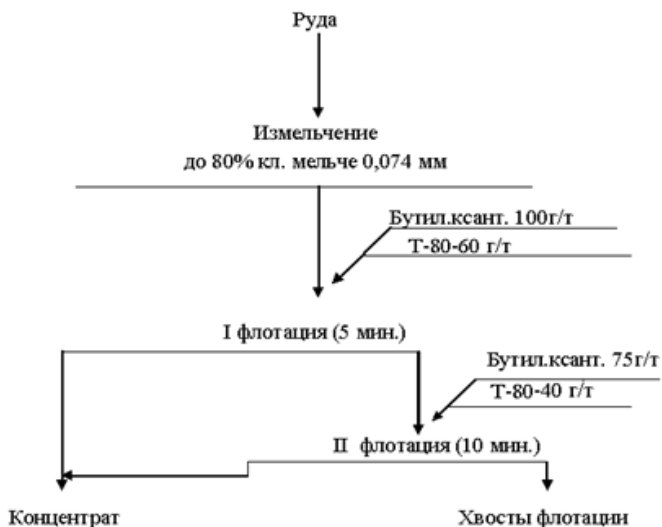 Руда
Измельчение
до 80% кл. мельче 0,074 мм
Бутил.ксант. 100г/т
Т-80-60 г/т
I флотация (5 мин.)
Бутил.ксант. 75г/т
Т-80-40 г/т
II флотация (10 мин.)
Концентрат
Хвосты флотации